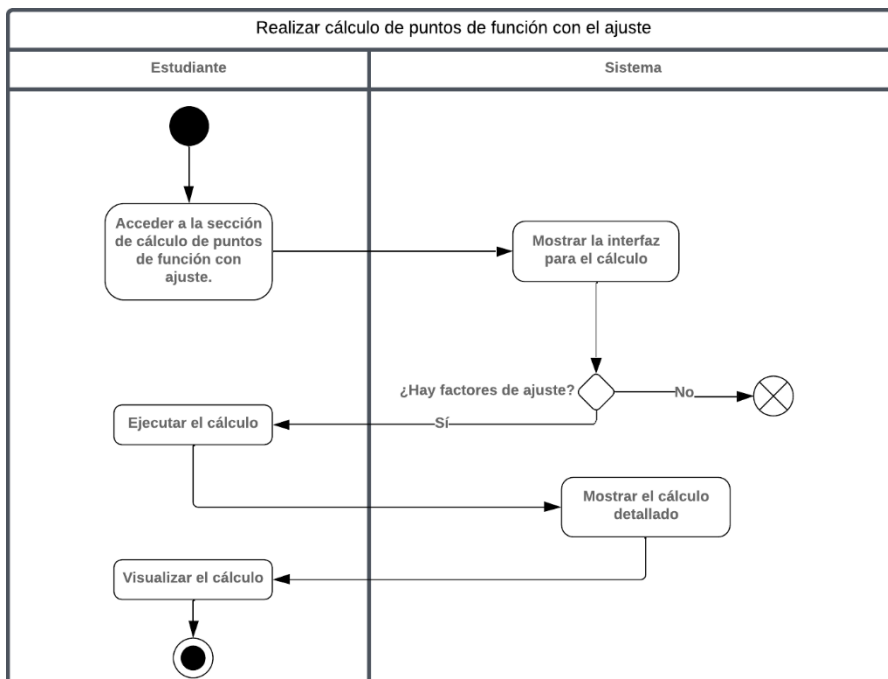 Realizar cálculo de puntos de función con el ajuste
Estudiante
Sistema
Acceder a la sección
de cálculo de puntos
de función con
ajuste.
Mostrar la interfaz
para el cálculo
¿Hay factores de ajuste?
No
Sí
Ejecutar el cálculo
Mostrar el cálculo
detallado
Visualizar el cálculo